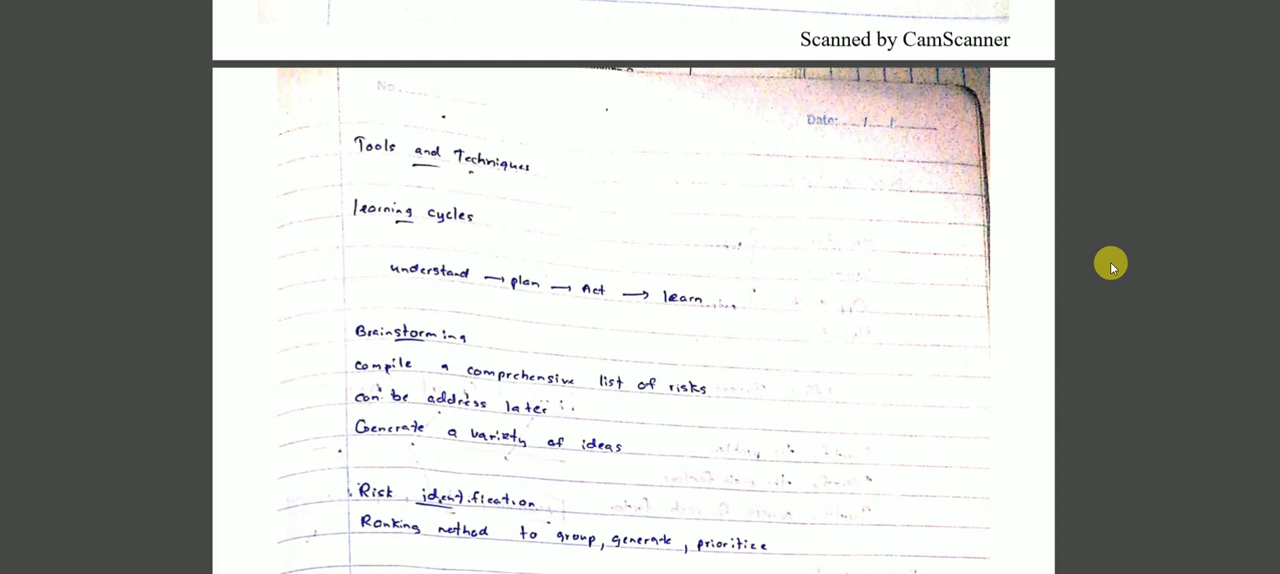 Scanned by CamScanner
No.
Date: / /
Tools and Techniques
learning cycles
understand → plan → Act → learn
Brainstorming
compile a comprehensive list of risks
can be address later
Generate a variety of ideas
Risk identification
Ranking method to group, generate, prioritize